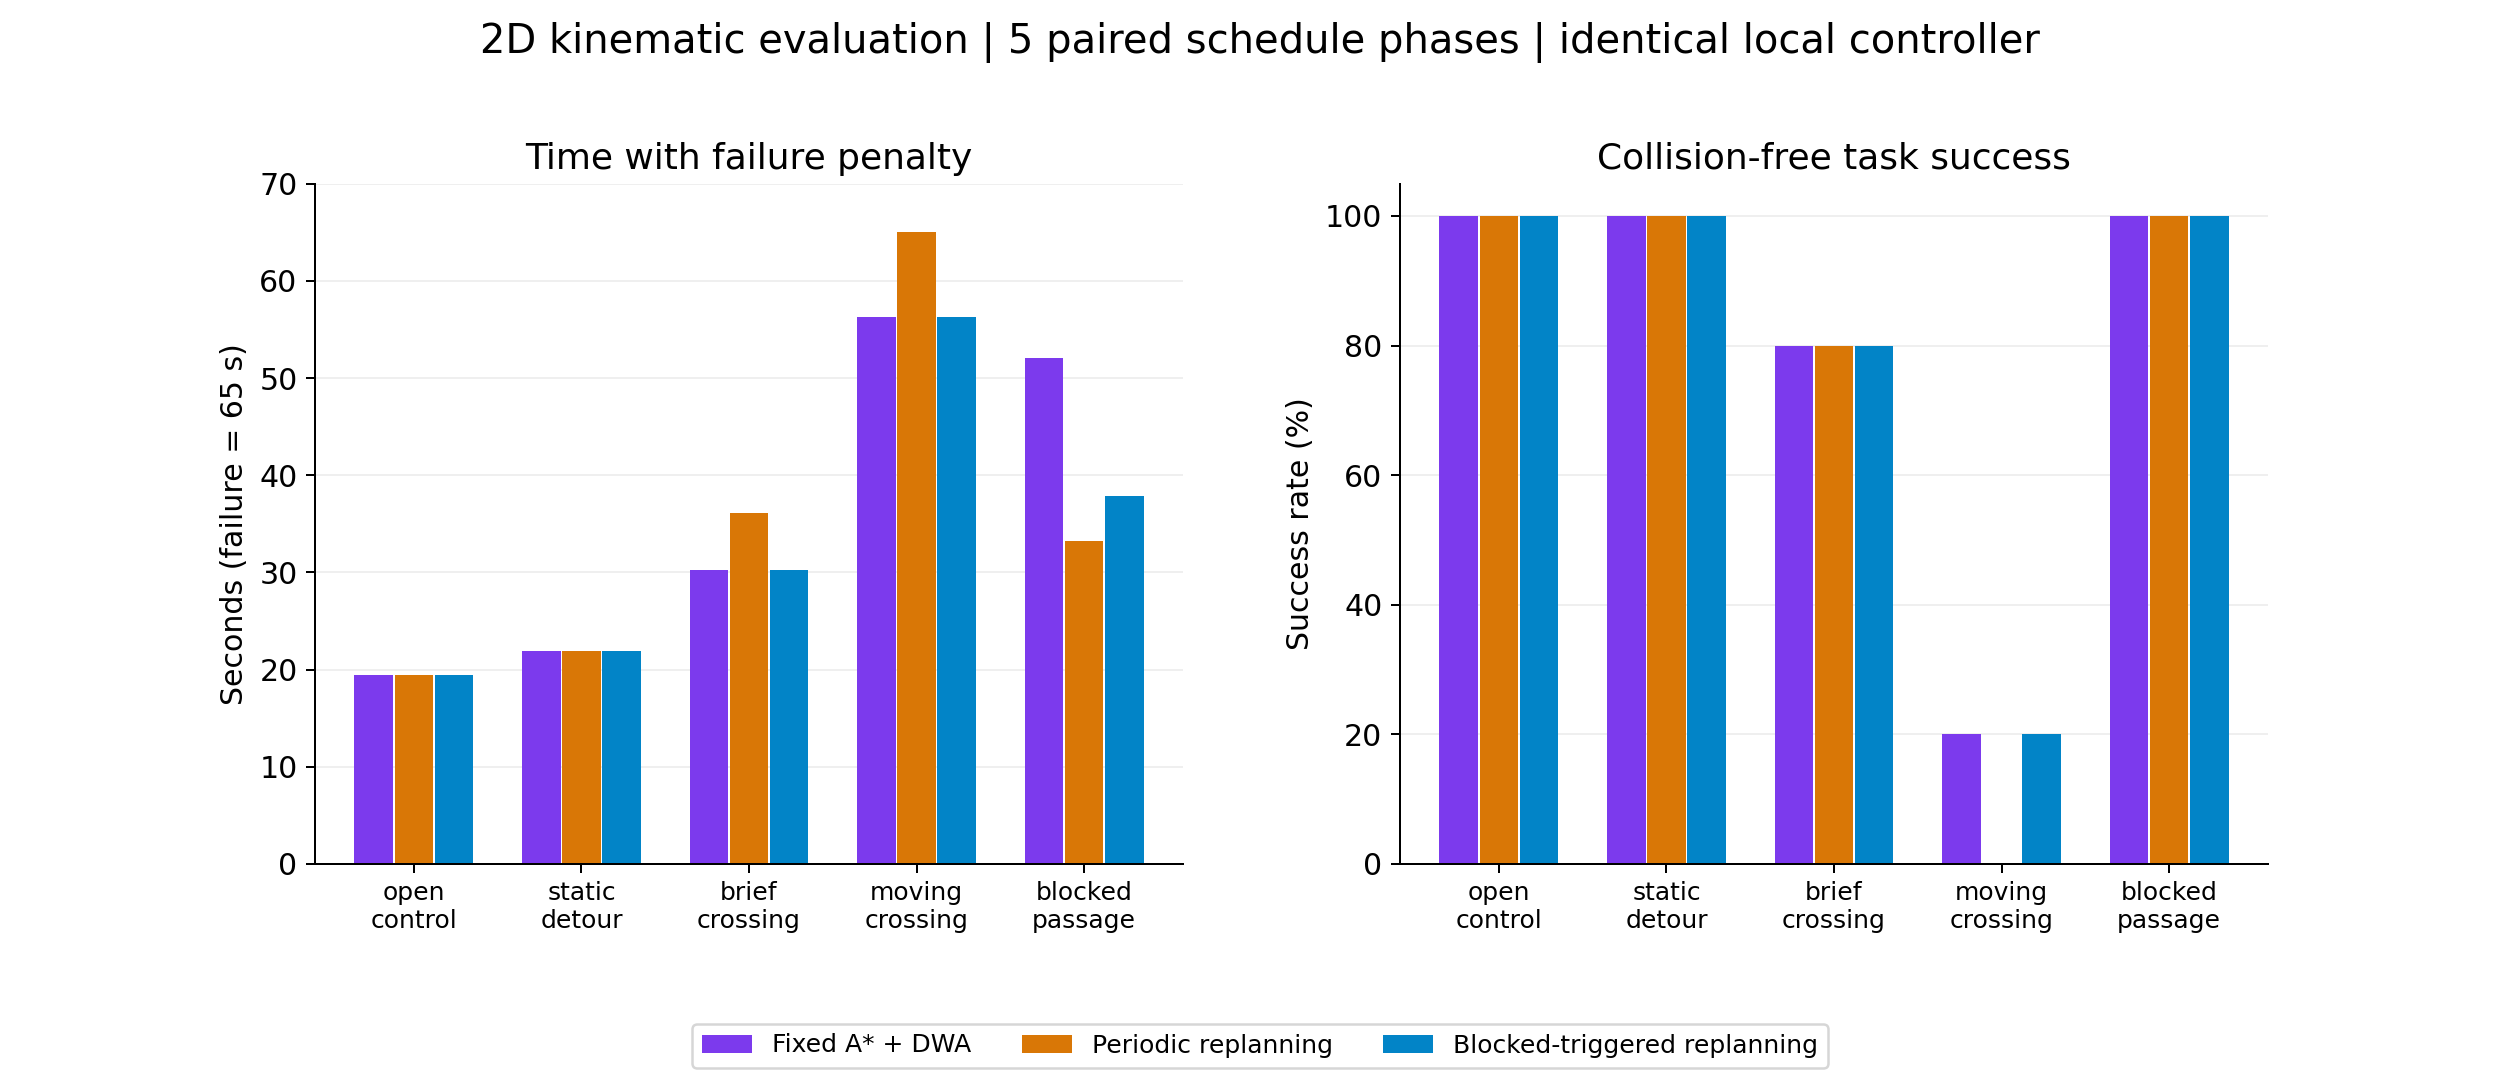 2D kinematic evaluation | 5 paired schedule phases | identical local controller
Time with failure penalty
Seconds (failure = 65 s)
70
60
50
40
30
20
10
0
open
control
static
detour
brief
crossing
moving
crossing
blocked
passage
Collision-free task success
Success rate (%)
100
80
60
40
20
0
open
control
static
detour
brief
crossing
moving
crossing
blocked
passage
Fixed A* + DWA
Periodic replanning
Blocked-triggered replanning